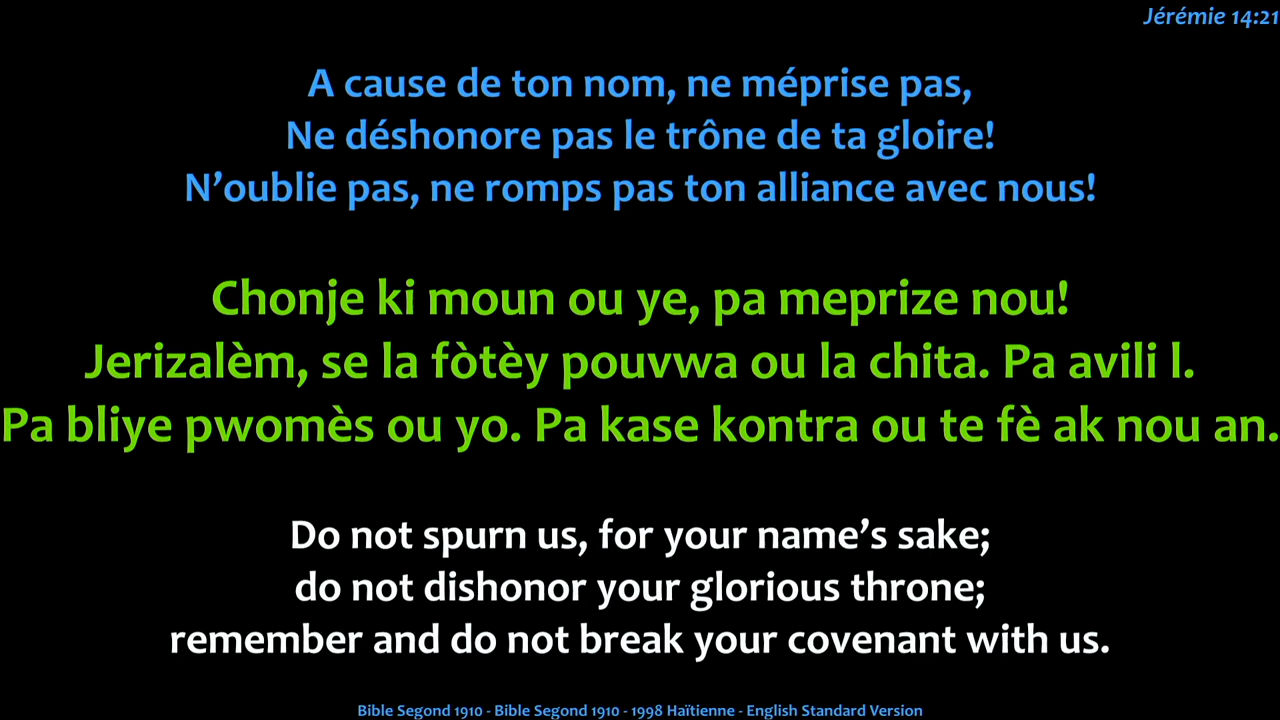 Jérémie 14:21
A cause de ton nom, ne méprise pas,
Ne déshonore pas le trône de ta gloire!
N’oublie pas, ne romps pas ton alliance avec nous!
Chonje ki moun ou ye, pa meprize nou!
Jerizalèm, se la fòtèy pouvwa ou la chita. Pa avili l.
Pa bliye pwomès ou yo. Pa kase kontra ou te fè ak nou an.
Do not spurn us, for your name’s sake;
do not dishonor your glorious throne;
remember and do not break your covenant with us.
Bible Segond 1910 - Bible Segond 1910 - 1998 Haïtienne - English Standard Version